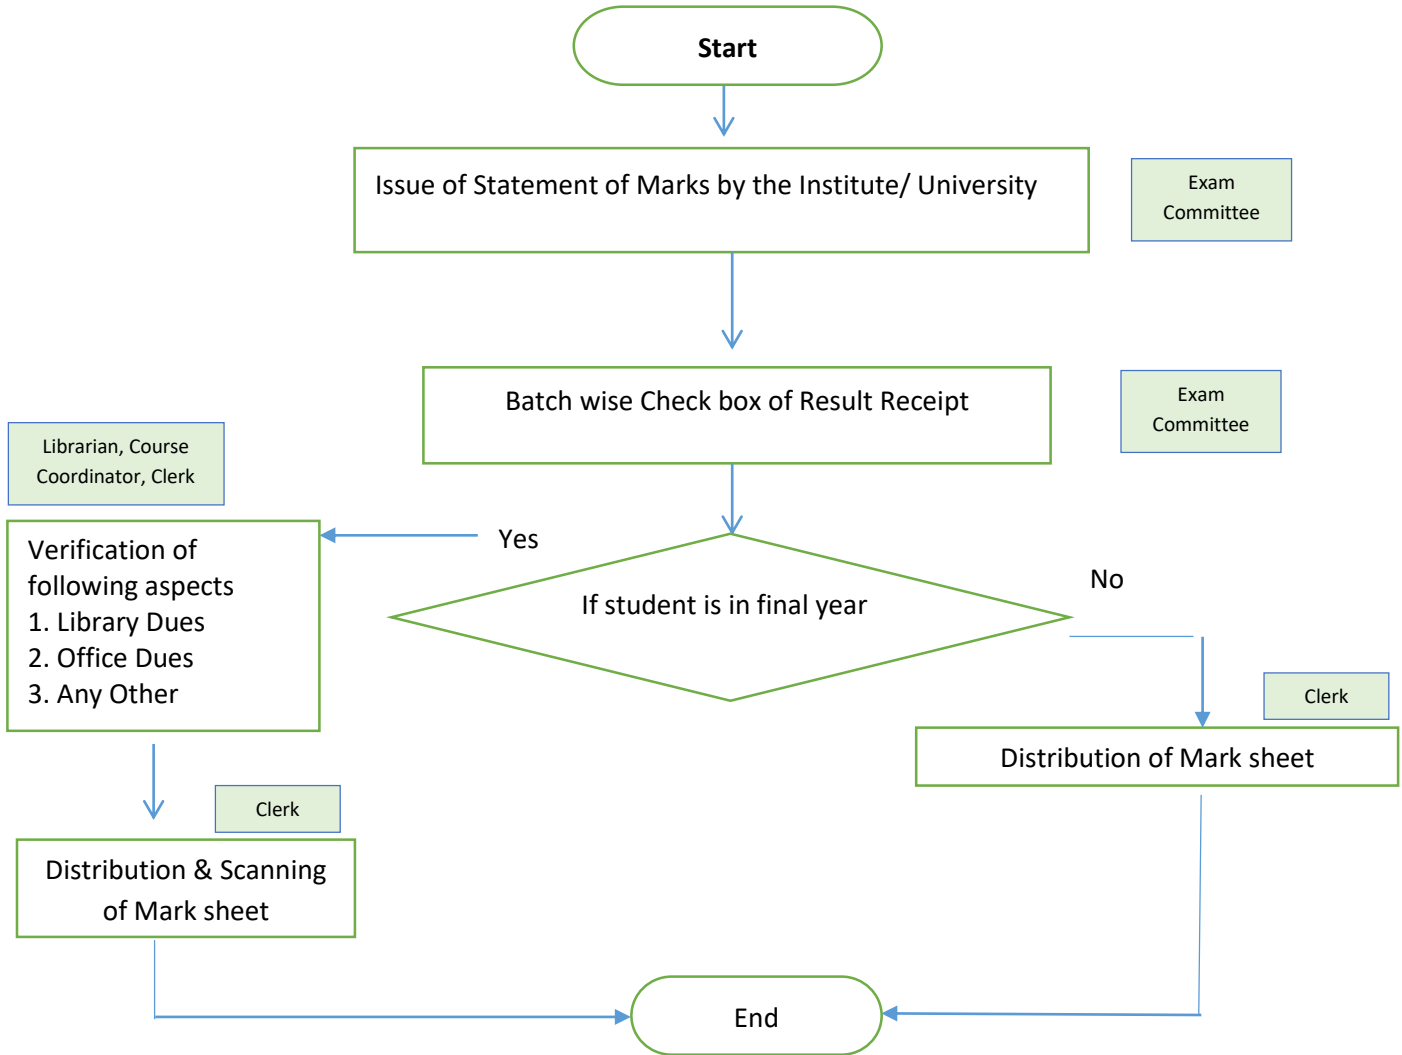 Start
Issue of Statement of Marks by the Institute/ University
Exam
Committee
Batch wise Check box of Result Receipt
Exam
Committee
Librarian, Course
Coordinator, Clerk
Yes
Verification of
following aspects
1. Library Dues
2. Office Dues
3. Any Other
If student is in final year
No
Clerk
Distribution of Mark sheet
Clerk
Distribution & Scanning
of Mark sheet
End